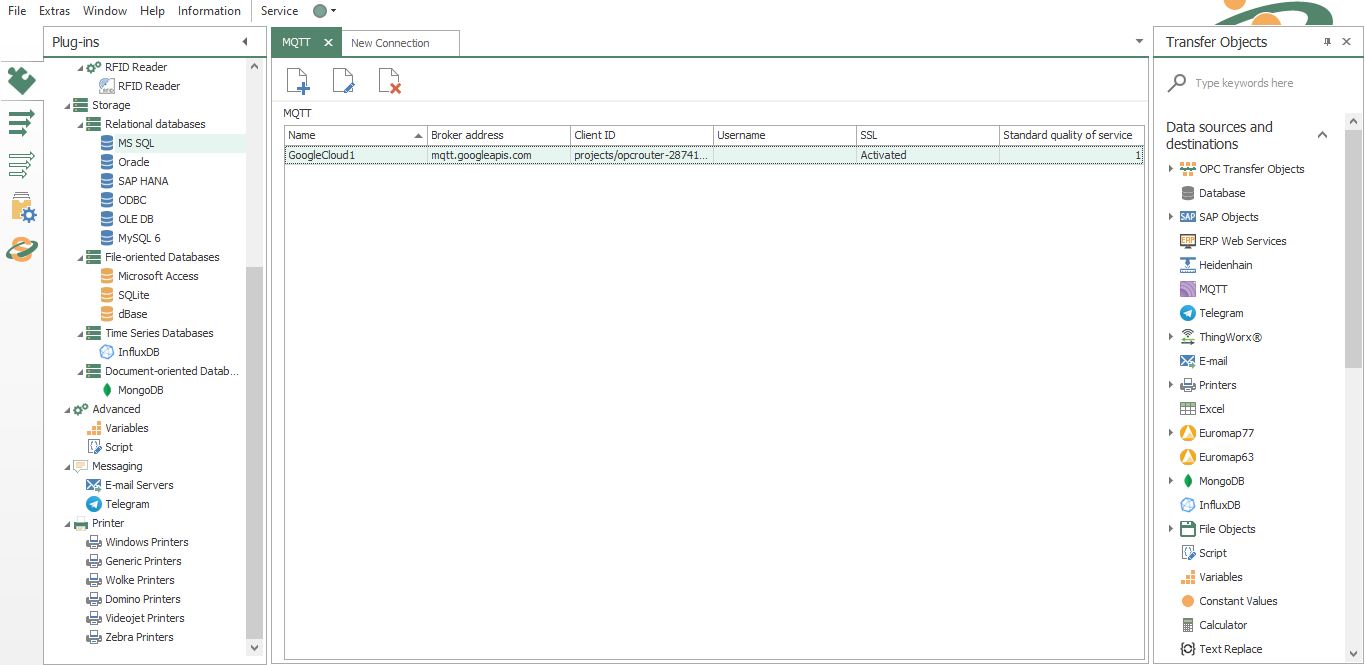 File Extras Window Help Information Service
Plug-ins
RFID Reader
RFID Reader
Storage
Relational databases
MS SQL
Oracle
SAP HANA
ODBC
OLE DB
MySQL 6
File-oriented Databases
Microsoft Access
SQLite
dBase
Time Series Databases
InfluxDB
Document-oriented Datab...
MongoDB
Advanced
Variables
Script
Messaging
E-mail Servers
Telegram
Printer
Windows Printers
Generic Printers
Wolke Printers
Domino Printers
Videojet Printers
Zebra Printers
MQTT New Connection
MQTT
Name Broker address Client ID Username SSL Standard quality of service
GoogleCloud1 mqtt.googleapis.com projects/opcrouter-28741... Activated 1
Transfer Objects
Type keywords here
Data sources and
destinations
OPC Transfer Objects
Database
SAP SAP Objects
ERP ERP Web Services
Heidenhain
MQTT
Telegram
ThingWorx®
E-mail
Printers
Excel
Euromap77
Euromap63
MongoDB
InfluxDB
File Objects
Script
Variables
Constant Values
Calculator
Text Replace